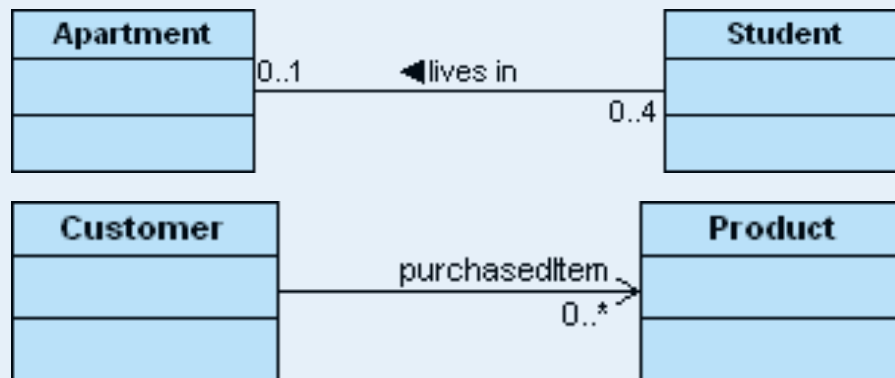 Apartment
Student
0..1
lives in
0..4
Customer
Product
purchasedItem
0..*